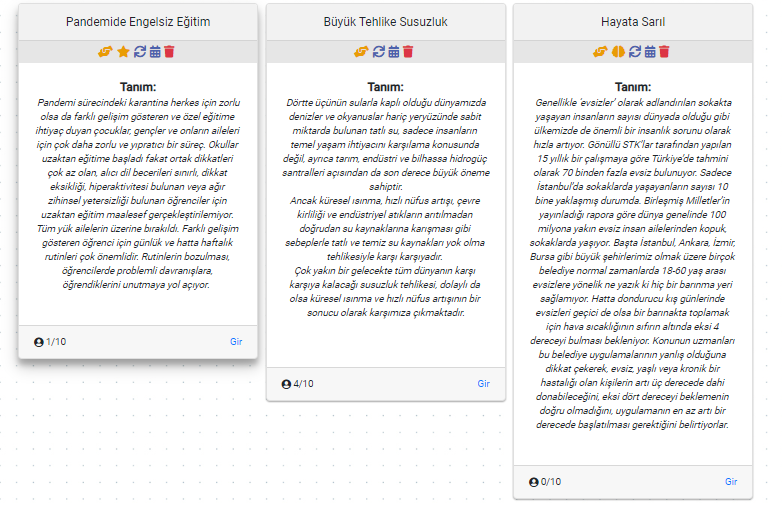 Pandemide Engelsiz Eğitim
Tanım:
Pandemi sürecindeki karantina herkes için zorlu
olsa da farklı gelişim gösteren ve özel eğitime
ihtiyaç duyan çocuklar, gençler ve onların aileleri
için çok daha zorlu ve yıpratıcı bir süreç. Okullar
uzaktan eğitime başladı fakat ortak dikkatleri
çok az olan, alıcı dil becerileri sınırlı, dikkat
eksikliği, hiperaktivitesi bulunan veya ağır
zihinsel yetersizliği bulunan öğrenciler için
uzaktan eğitim maalesef gerçekleştirilemiyor.
Tüm yük ailelerin üzerine bırakıldı. Farklı gelişim
gösteren öğrenci için günlük ve hatta haftalık
rutinleri çok önemlidir. Rutinlerin bozulması,
öğrencilerde problemli davranışlara,
öğrendiklerini unutmaya yol açıyor.
1/10
Gir
Büyük Tehlike Susuzluk
Tanım:
Dörtte üçünün sularla kaplı olduğu dünyamızda
denizler ve okyanuslar hariç yeryüzünde sabit
miktarda bulunan tatlı su, sadece insanların
temel yaşam ihtiyacını karşılama konusunda
değil, ayrıca tarım, endüstri ve bilhassa hidrogüç
santralleri açısından da son derece büyük öneme
sahiptir.
Ancak küresel ısınma, hızlı nüfus artışı, çevre
kirliliği ve endüstriyel atıkların arıtılmadan
doğrudan su kaynaklarına karışması gibi
sebeplerle tatlı ve temiz su kaynakları yok olma
tehlikesiyle karşı karşıyadır.
Çok yakın bir gelecekte tüm dünyanın karşı
karşıya kalacağı susuzluk tehlikesi, dolaylı da
olsa küresel ısınma ve hızlı nüfus artışının bir
sonucu olarak karşımıza çıkmaktadır.
4/10
Gir
Hayata Sarıl
Tanım:
Genellikle ‘evsizler’ olarak adlandırılan sokakta
yaşayan insanların sayısı dünyada olduğu gibi
ülkemizde de önemli bir insanlık sorunu olarak
hızla artıyor. Gönüllü STK’lar tarafından yapılan
15 yıllık bir çalışmaya göre Türkiye’de tahmini
olarak 70 binden fazla evsiz bulunuyor. Sadece
İstanbul’da sokaklarda yaşayanların sayısı 10
bine yaklaşmış durumda. Birleşmiş Milletler’in
yayınladığı rapora göre dünya genelinde 100
milyona yakın evsiz insan ailelerinden kopuk,
sokaklarda yaşıyor. Başta İstanbul, Ankara, İzmir,
Bursa gibi büyük şehirlerimiz olmak üzere birçok
belediye normal zamanlarda 18-60 yaş arası
evsizlere yönelik ne yazık ki hiç bir barınma yeri
sağlamıyor. Hatta dondurucu kış günlerinde
evsizleri geçici de olsa bir barınakta toplamak
için hava sıcaklığının sıfırın altında eksi 4
dereceyi bulması bekleniyor. Konunun uzmanları
bu belediye uygulamalarının yanlış olduğuna
dikkat çekerek, evsiz, yaşlı veya kronik bir
hastalığı olan kişilerin artı üç derecede dahi
donabileceğini, eksi dört dereceyi beklemenin
doğru olmadığını, uygulamanın en az artı bir
derecede başlatılması gerektiğini belirtiyorlar.
0/10
Gir